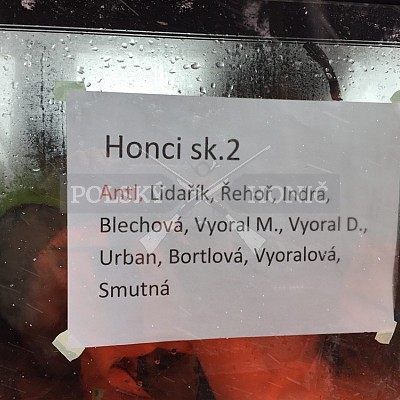 Honci sk.2
Antl, Lidařík, Řehoř, Indra,
Blechová, Vyoral M., Vyoral D.,
Urban, Bortlová, Vyoralová,
Smutná